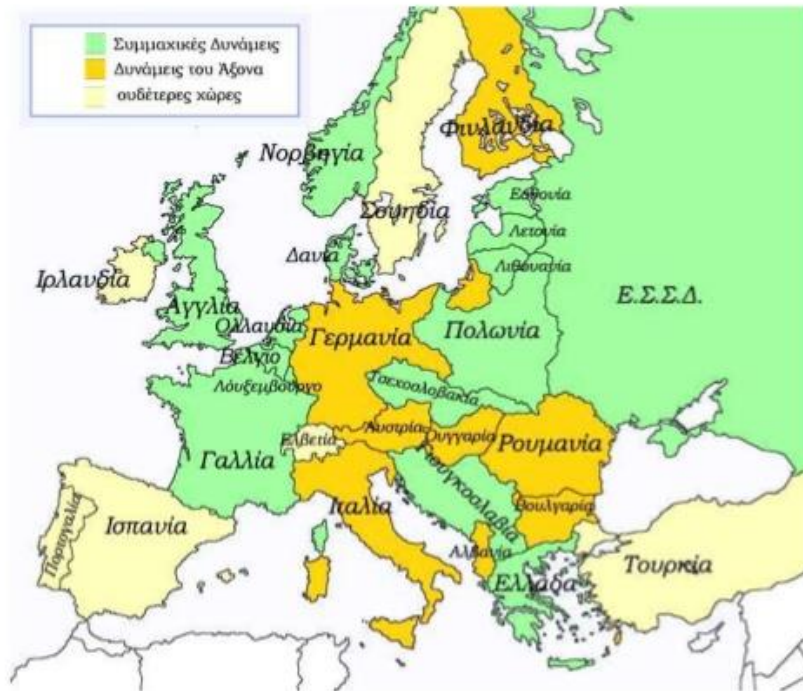 Συμμαχικές Δυνάμεις
Δυνάμεις του Άξονα
ουδέτερες χώρες
Φινλανδία
Νορβηγία
Σουηδία
Εσθονία
Λετονία
Λιθουανία
Δανία
Ιρλανδία
Αγγλία
Ολλανδία
Βέλγιο
Λουξεμβούργο
Γερμανία
Πολωνία
Ε.Σ.Σ.Δ.
Τσεχοσλοβακία
Ελβετία
Αυστρία
Ουγγαρία
Ρουμανία
Γαλλία
Γιουγκοσλαβία
Ιταλία
Βουλγαρία
Αλβανία
Ελλάδα
Τουρκία
Ισπανία
Πορτογαλία